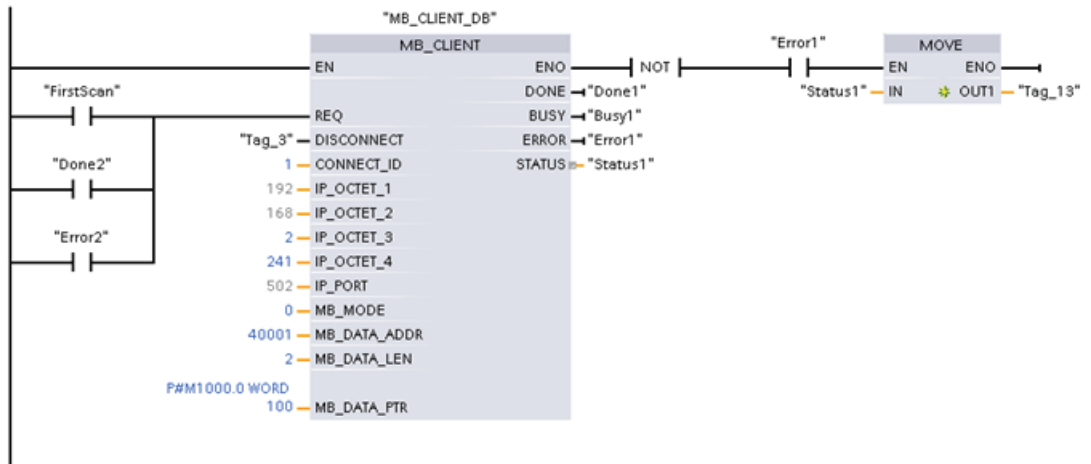 "MB_CLIENT_DB"
MB_CLIENT
EN ENO NOT "Error1" MOVE EN ENO
DONE "Done1" "Status1" IN OUT1 "Tag_13"
"FirstScan" REQ BUSY "Busy1"
"Tag_3" DISCONNECT ERROR "Error1"
"Done2" 1 CONNECT_ID STATUS "Status1"
192 IP_OCTET_1
168 IP_OCTET_2
"Error2" 2 IP_OCTET_3
241 IP_OCTET_4
502 IP_PORT
0 MB_MODE
40001 MB_DATA_ADDR
2 MB_DATA_LEN
P#M1000.0 WORD
100 MB_DATA_PTR